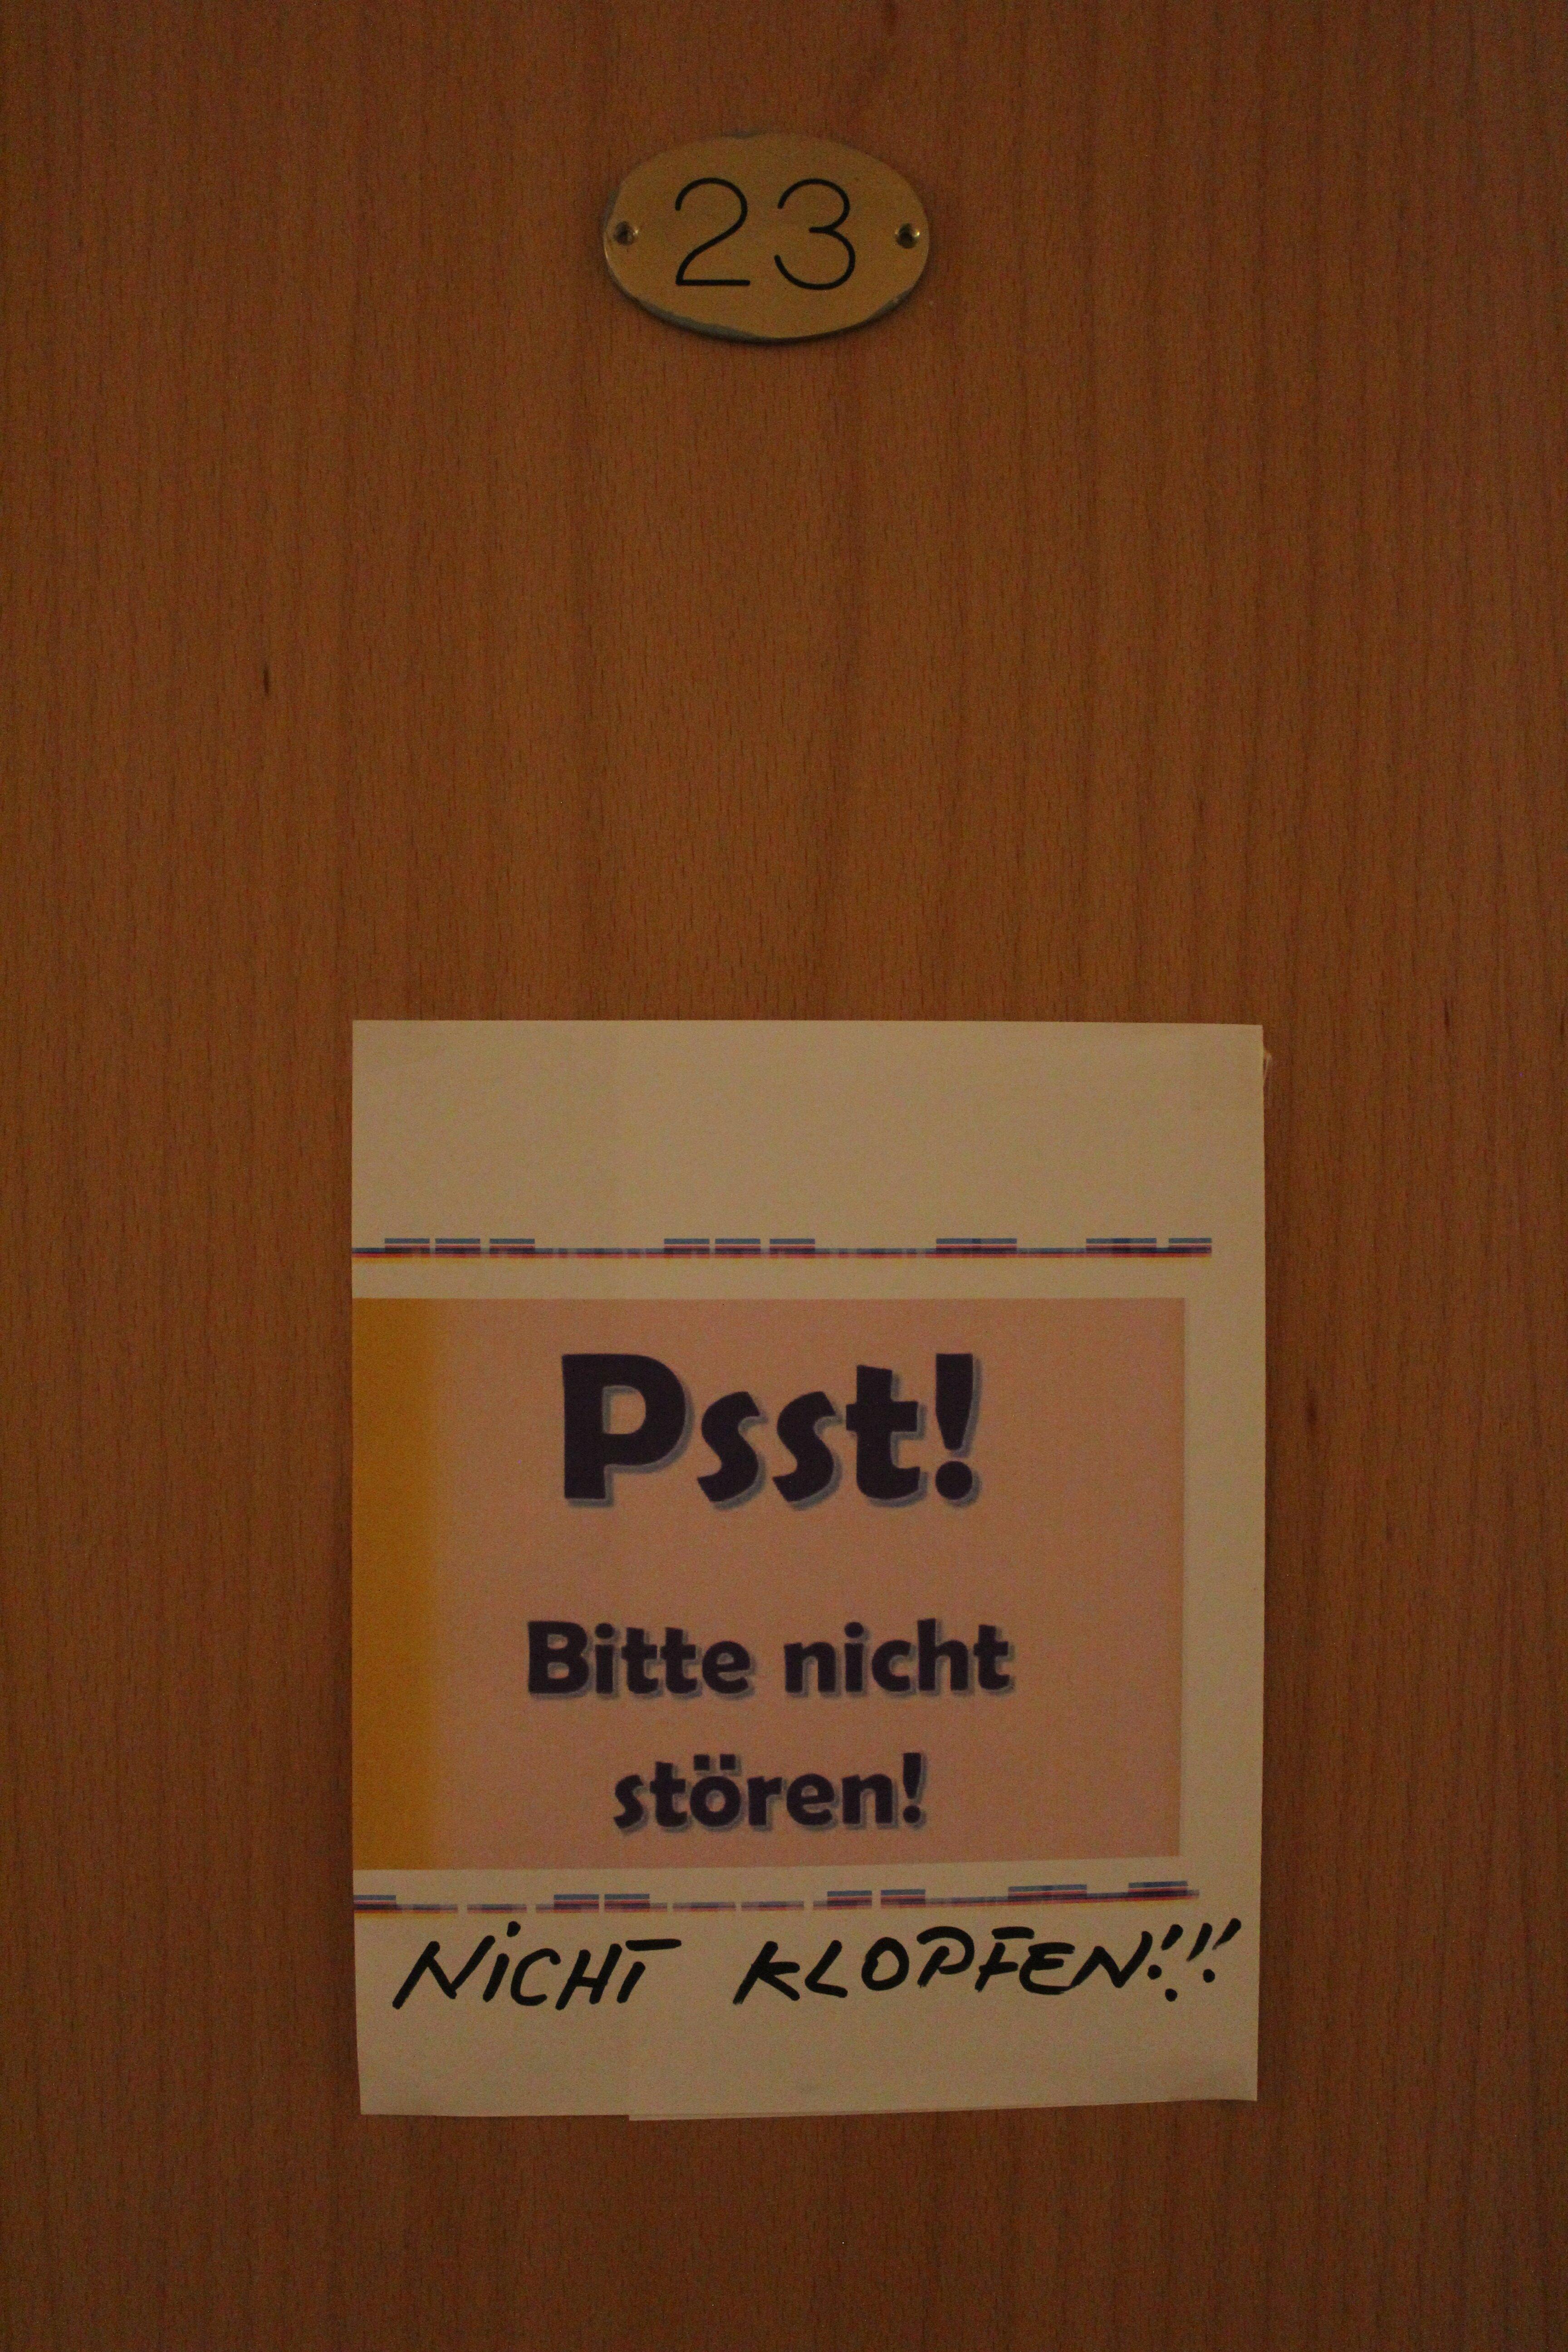 23
Psst!
Bitte nicht
stören!
NiCHT KLOPFEN!!!